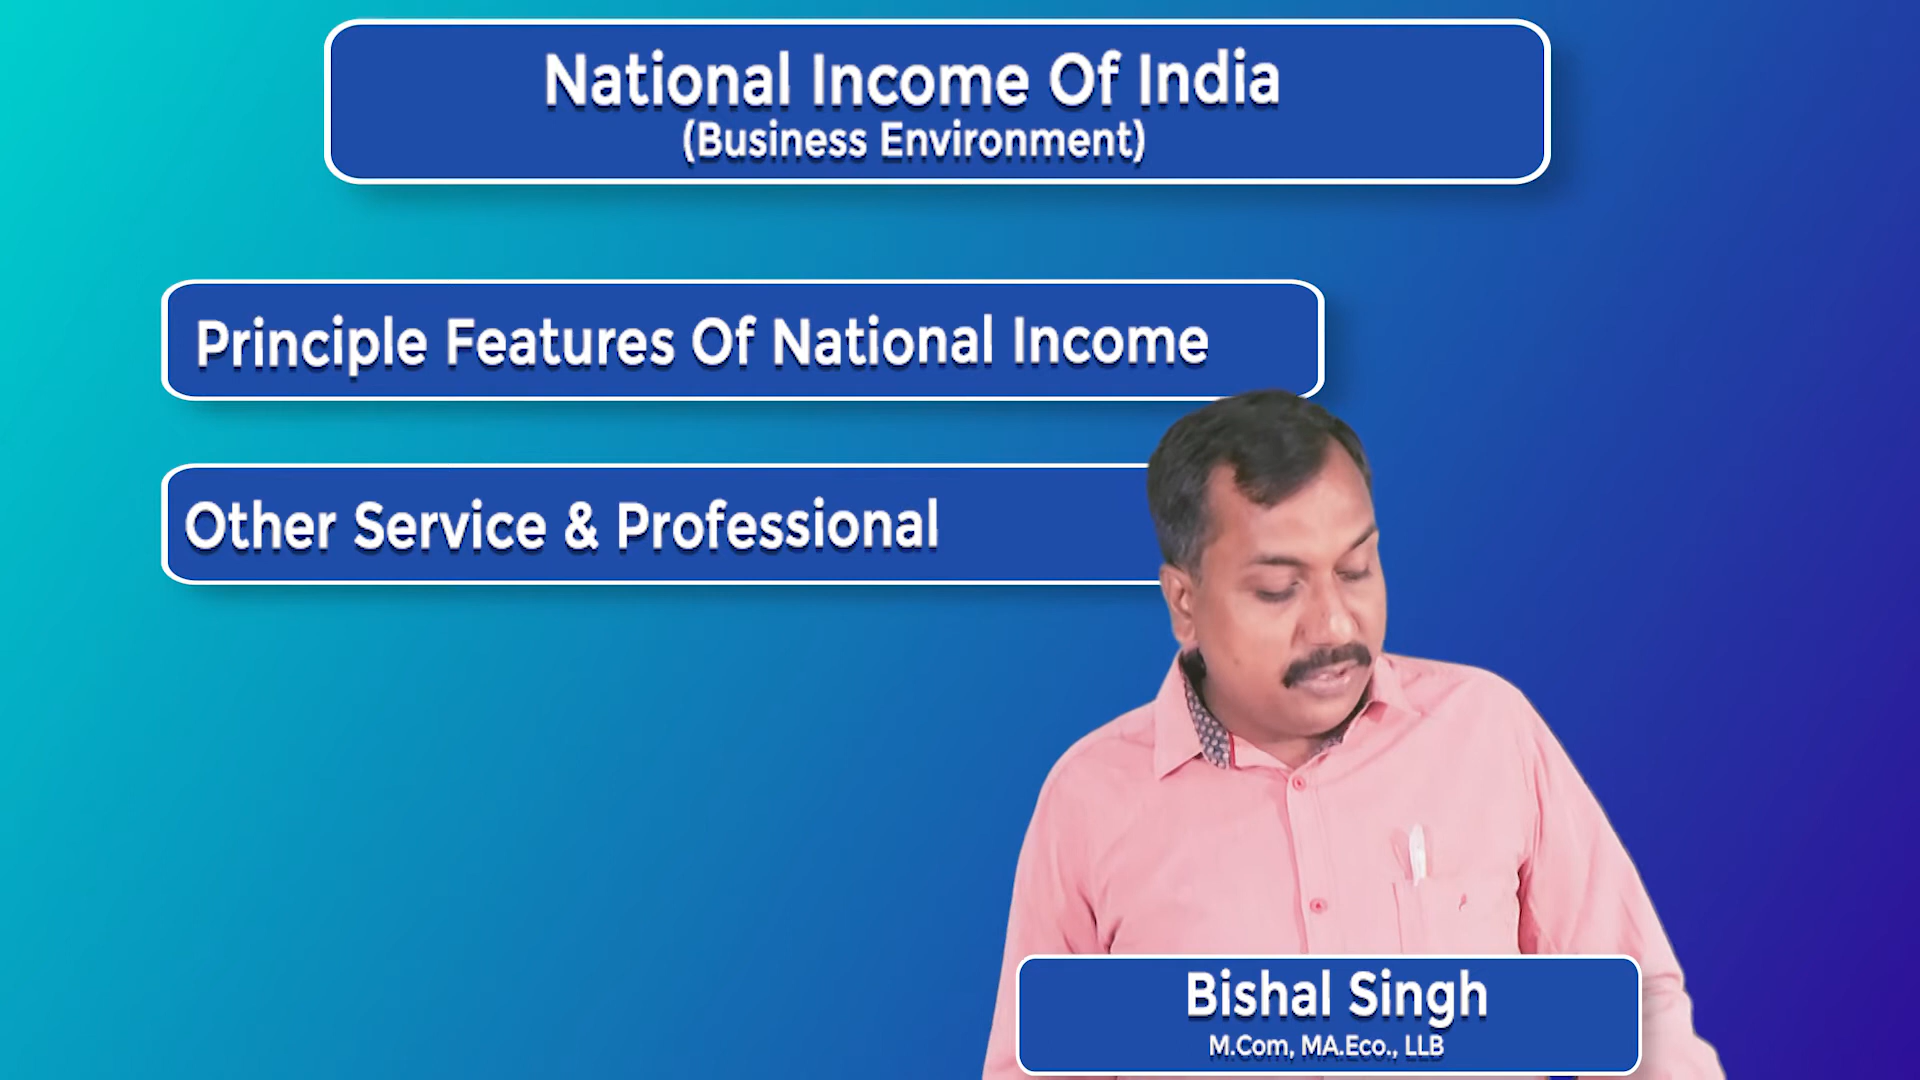 National Income Of India
(Business Environment)
Principle Features Of National Income
Other Service & Professional
Bishal Singh
M.Com, MA.Eco., LLB